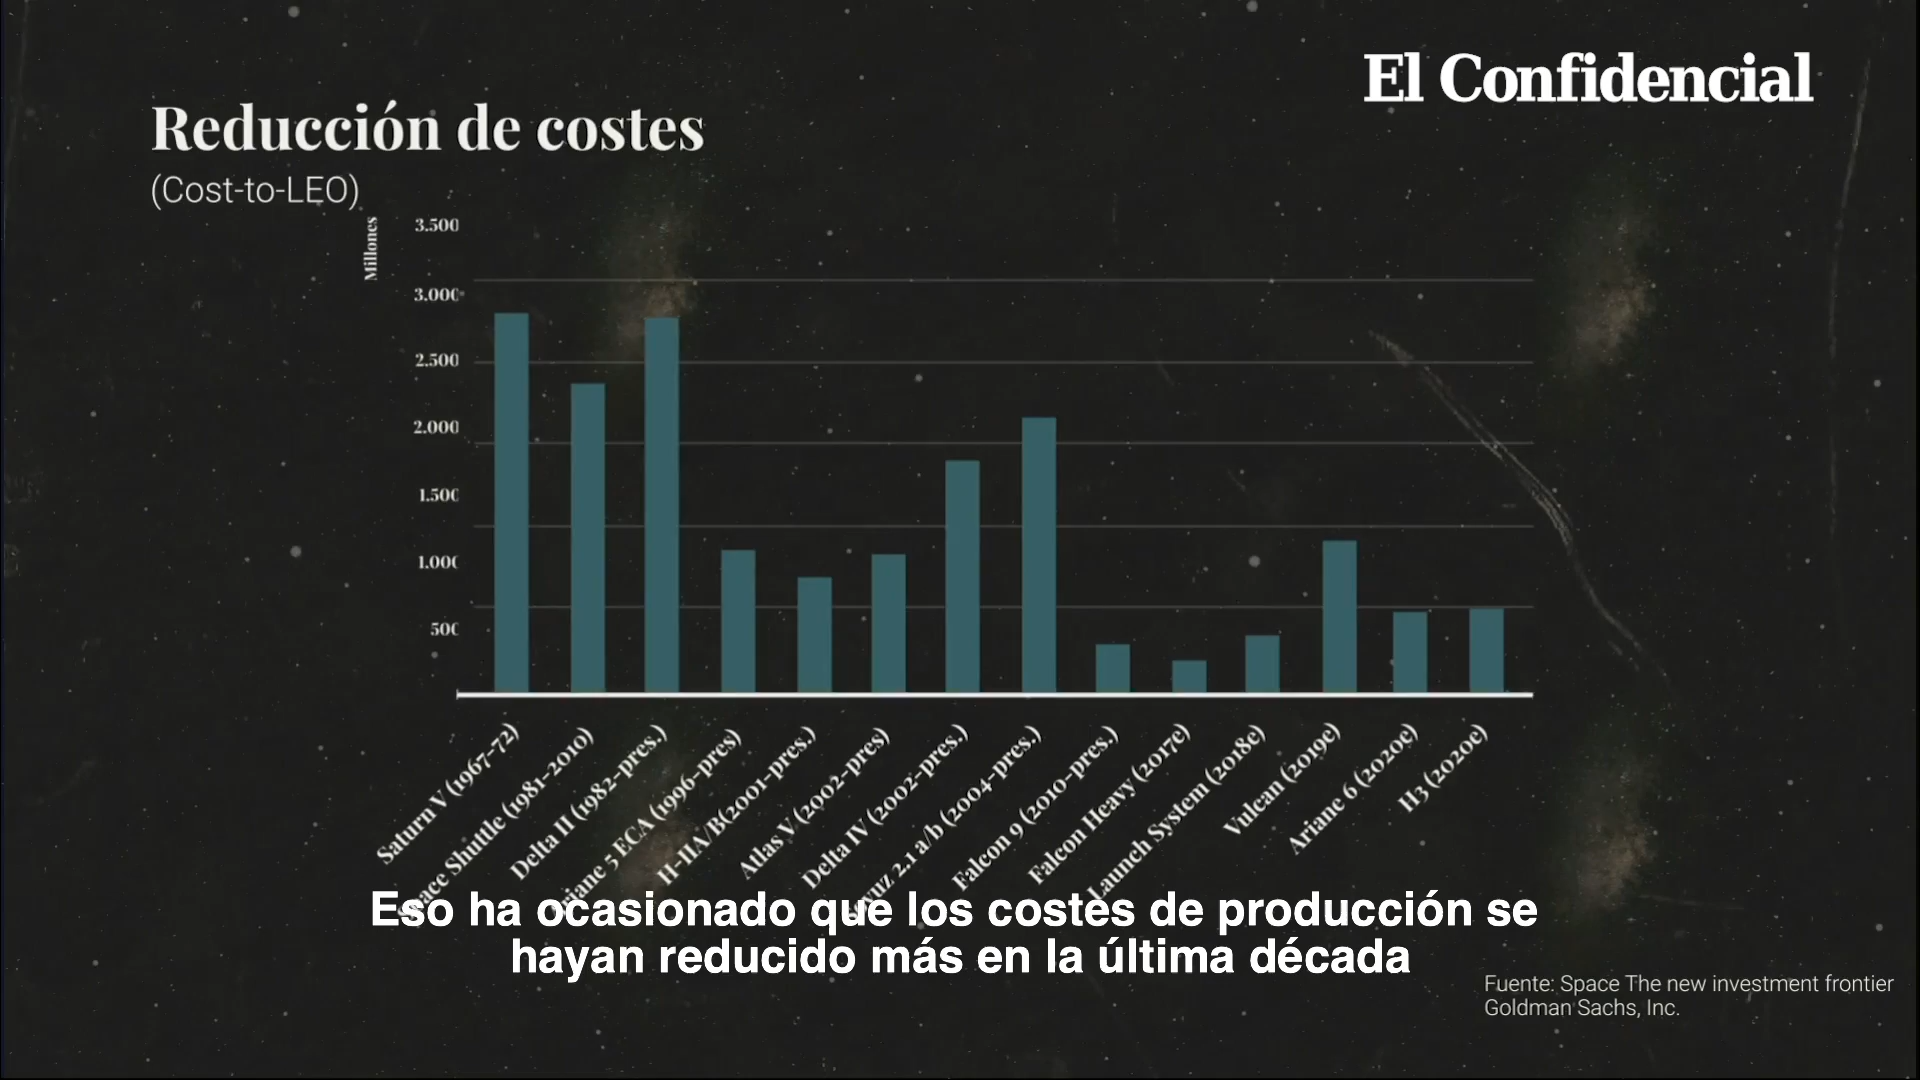 El Confidencial
Reducción de costes
(Cost-to-LEO)
Millones
3.500
3.000
2.500
2.000
1.500
1.000
500
Saturn V (1967-72)
Space Shuttle (1981-2010)
Delta II (1982-pres.)
Ariane 5 ECA (1996-pres)
H-IIA/B(2001-pres.)
Atlas V (2002-pres)
Delta IV (2002-pres.)
2.1 a/b (2004-pres.)
Falcon 9 (2010-pres.)
Falcon Heavy (2017e)
Launch System (2018e)
Vulcan (2019e)
Ariane 6 (2020e)
H3 (2020e)
Eso ha ocasionado que los costes de producción se
hayan reducido más en la última década
Fuente: Space The new investment frontier
Goldman Sachs, Inc.